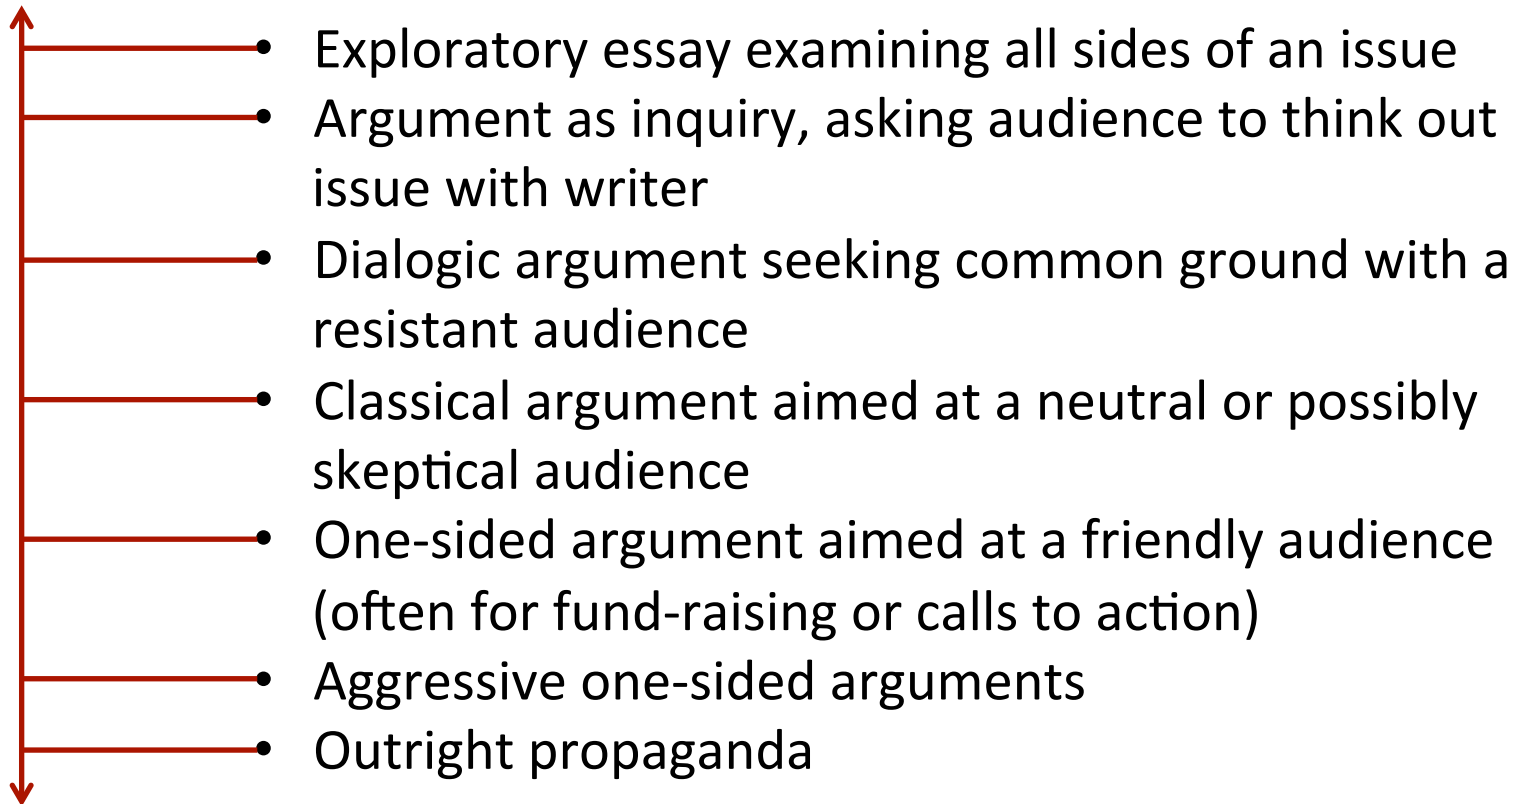 • Exploratory essay examining all sides of an issue
• Argument as inquiry, asking audience to think out
issue with writer
• Dialogic argument seeking common ground with a
resistant audience
• Classical argument aimed at a neutral or possibly
skeptical audience
• One-sided argument aimed at a friendly audience
(often for fund-raising or calls to action)
• Aggressive one-sided arguments
• Outright propaganda